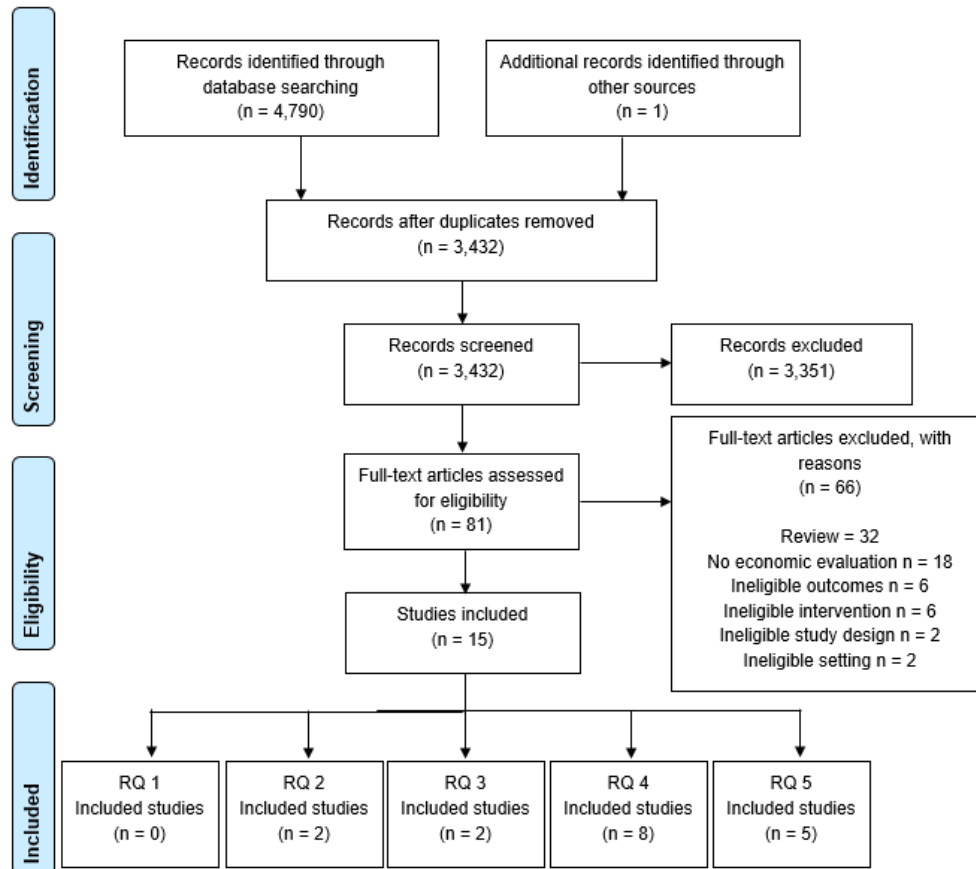 Identification
Records identified through
database searching
(n = 4,790)
Additional records identified through
other sources
(n = 1)
Records after duplicates removed
(n = 3,432)
Screening
Records screened
(n = 3,432)
Records excluded
(n = 3,351)
Eligibility
Full-text articles assessed
for eligibility
(n = 81)
Full-text articles excluded, with
reasons
(n = 66)
Review = 32
No economic evaluation n = 18
Ineligible outcomes n = 6
Ineligible intervention n = 6
Ineligible study design n = 2
Ineligible setting n = 2
Studies included
(n = 15)
Included
RQ 1
Included studies
(n = 0)
RQ 2
Included studies
(n = 2)
RQ 3
Included studies
(n = 2)
RQ 4
Included studies
(n = 8)
RQ 5
Included studies
(n = 5)